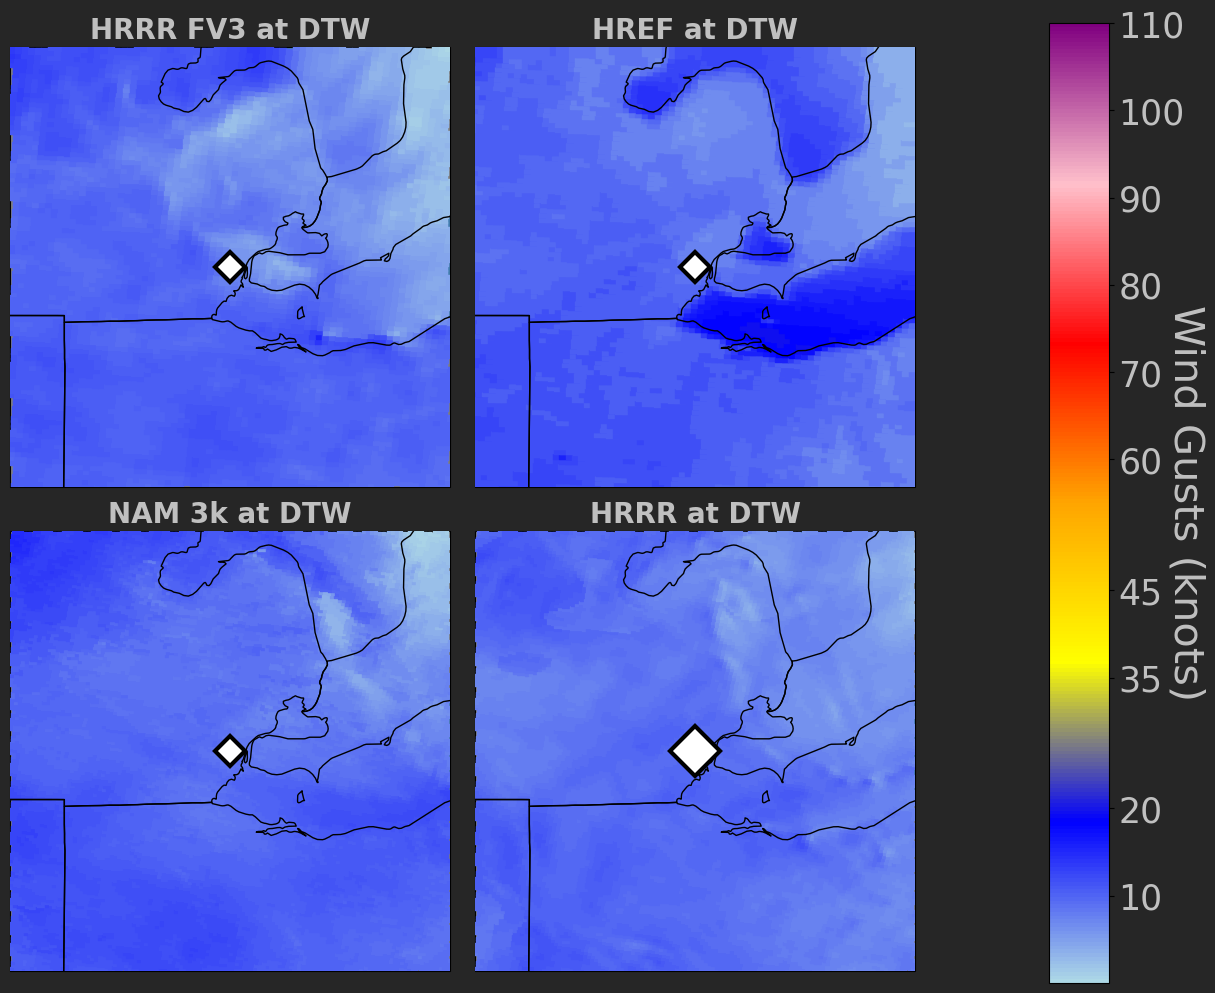 HRRR FV3 at DTW
HREF at DTW
NAM 3k at DTW
HRRR at DTW
110
100
90
80
70
60
45
35
20
10
Wind Gusts (knots)